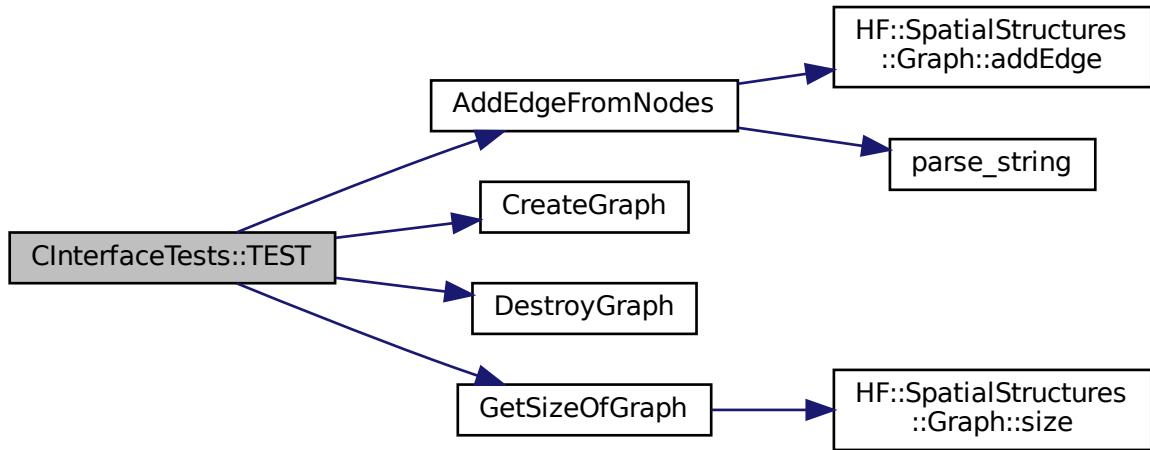 HF::SpatialStructures
::Graph::addEdge
AddEdgeFromNodes
parse_string
CreateGraph
CInterfaceTests::TEST
DestroyGraph
GetSizeOfGraph
HF::SpatialStructures
::Graph::size